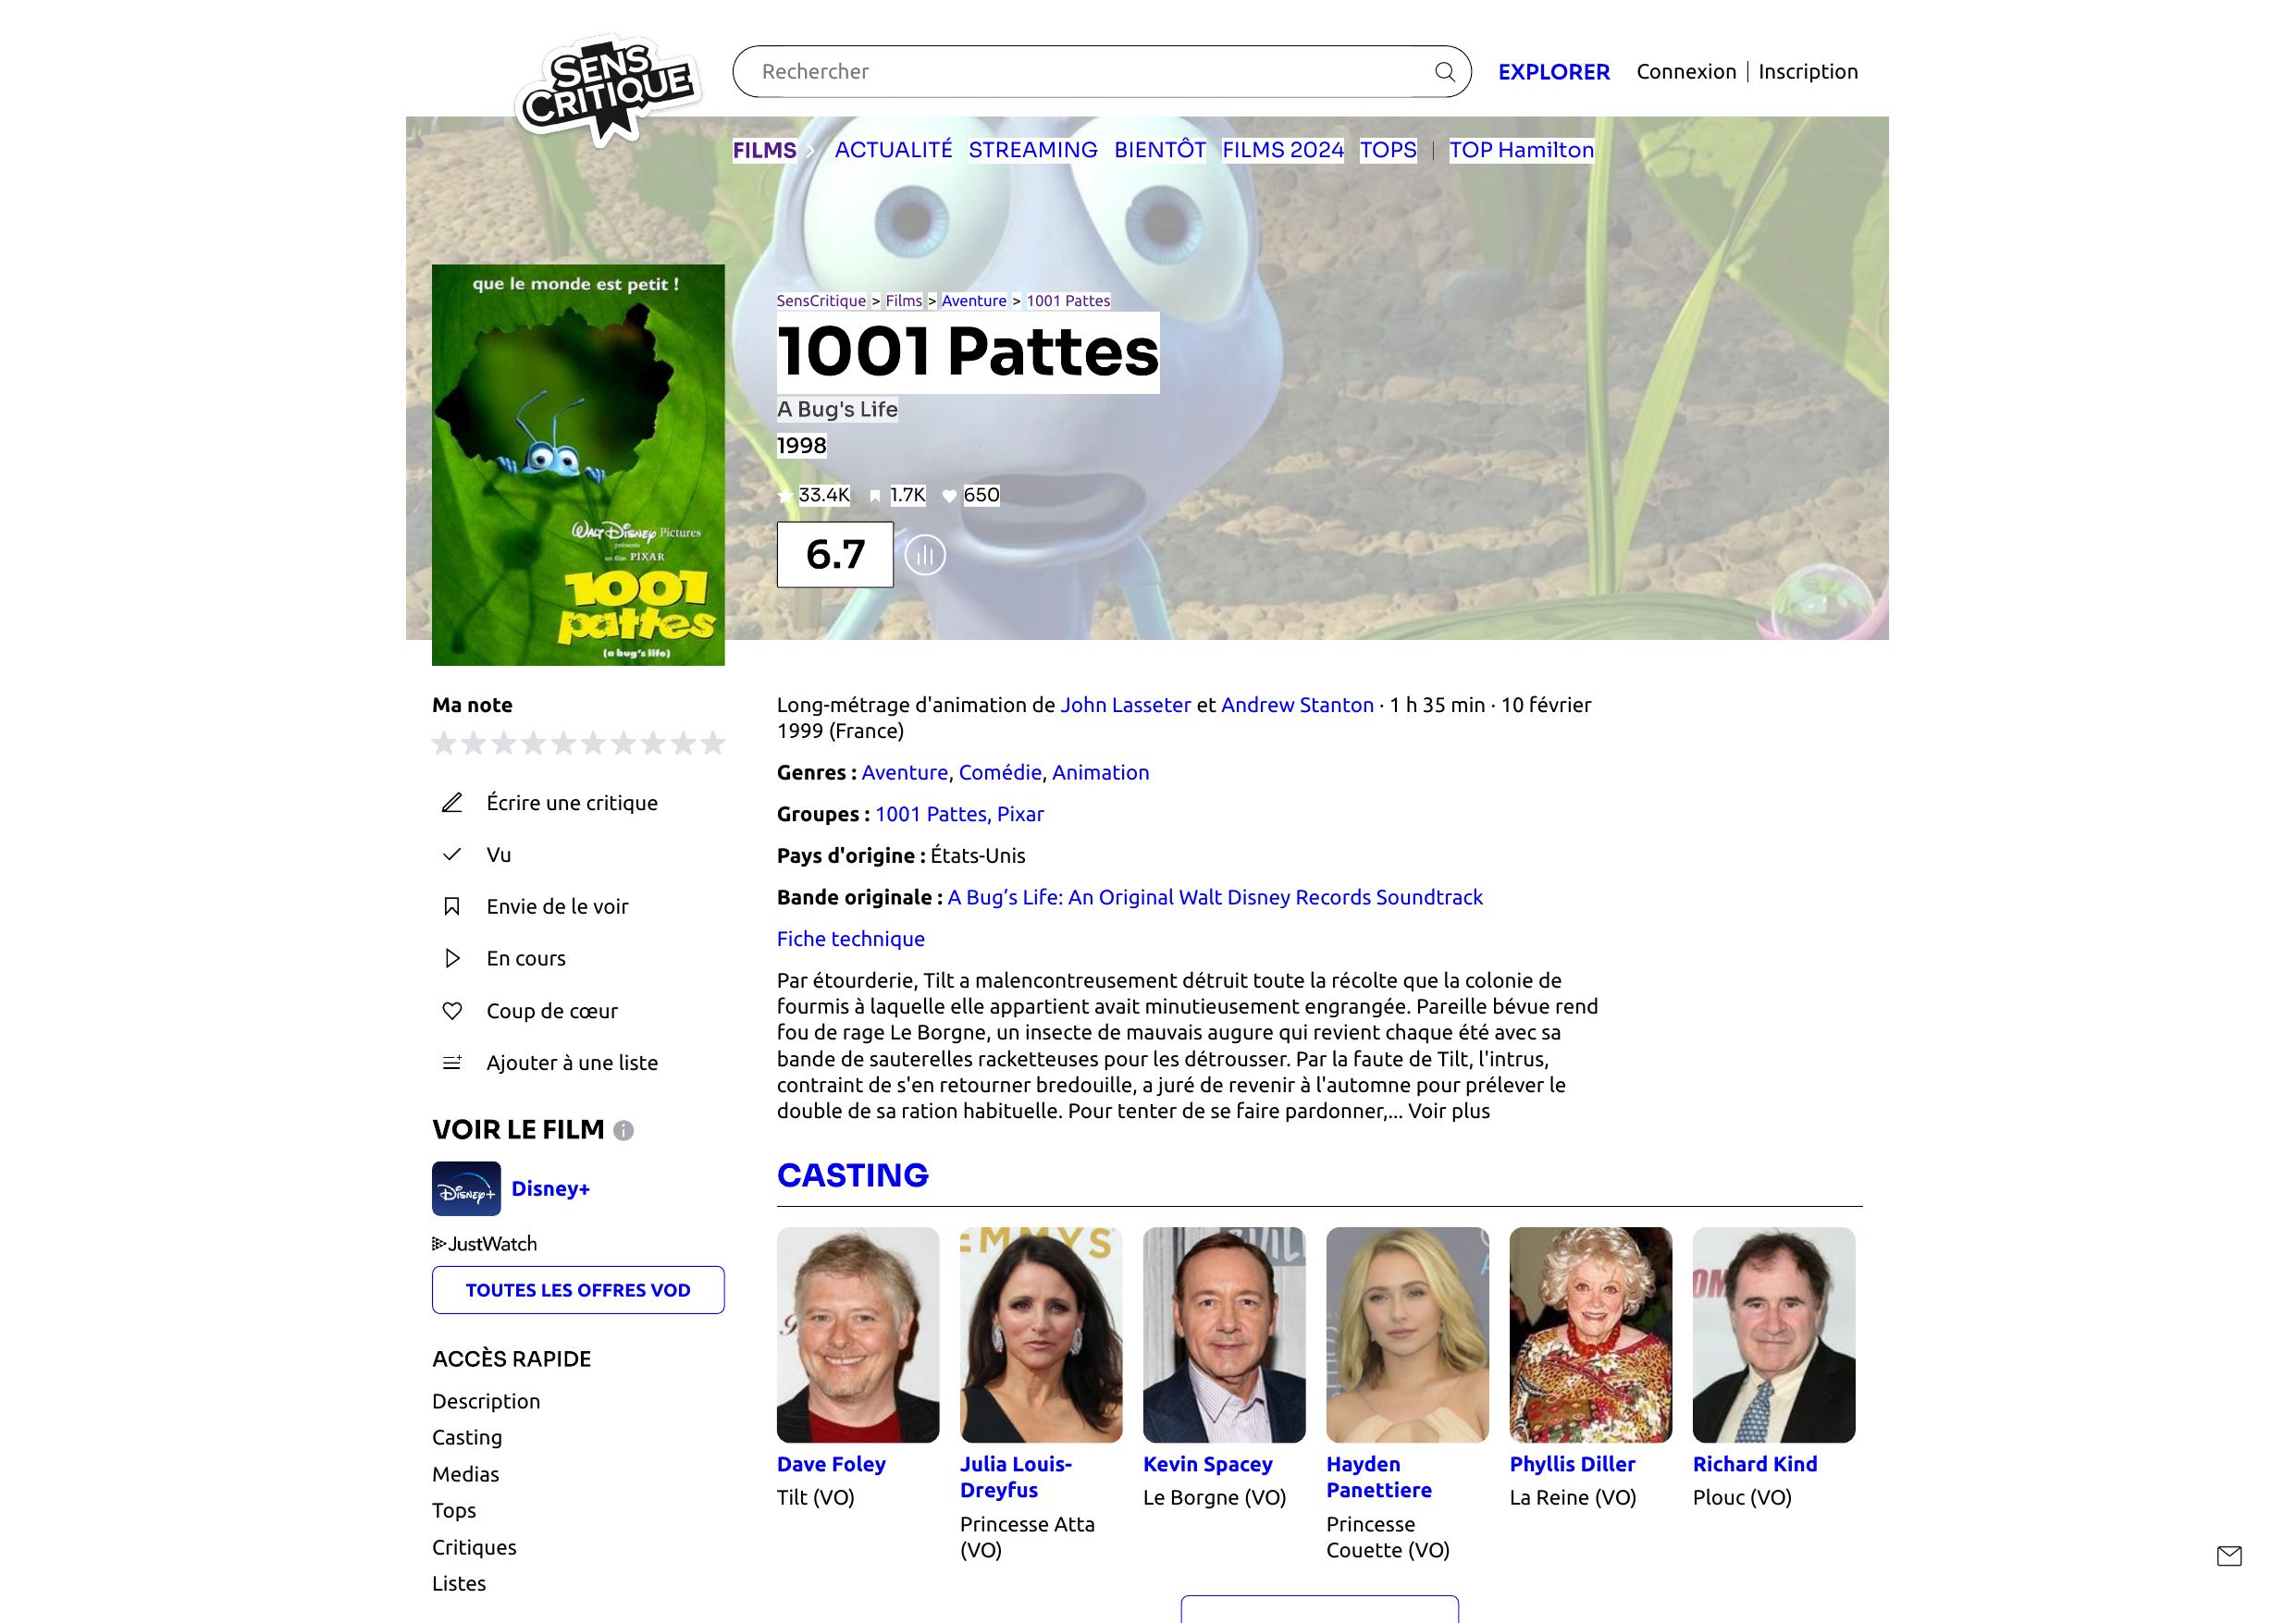 SENS CRITIQUE
Rechercher
EXPLORER
Connexion | Inscription
FILMS
ACTUALITÉ
STREAMING
BIENTÔT
FILMS 2024
TOPS
TOP Hamilton
que le monde est petit !
WALT DISNEY Pictures
présente
un film PIXAR
1001
pattes
(a bug's life)
SensCritique > Films > Aventure > 1001 Pattes
1001 Pattes
A Bug's Life
1998
33.4K 1.7K 650
6.7
Ma note
Écrire une critique
Vu
Envie de le voir
En cours
Coup de cœur
Ajouter à une liste
VOIR LE FILM
Disney+ Disney+
JustWatch
TOUTES LES OFFRES VOD
ACCÈS RAPIDE
Description
Casting
Medias
Tops
Critiques
Listes
Long-métrage d'animation de John Lasseter et Andrew Stanton · 1 h 35 min · 10 février
1999 (France)
Genres : Aventure, Comédie, Animation
Groupes : 1001 Pattes, Pixar
Pays d'origine : États-Unis
Bande originale : A Bug’s Life: An Original Walt Disney Records Soundtrack
Fiche technique
Par étourderie, Tilt a malencontreusement détruit toute la récolte que la colonie de
fourmis à laquelle elle appartient avait minutieusement engrangée. Pareille bévue rend
fou de rage Le Borgne, un insecte de mauvais augure qui revient chaque été avec sa
bande de sauterelles racketteuses pour les détrousser. Par la faute de Tilt, l'intrus,
contraint de s'en retourner bredouille, a juré de revenir à l'automne pour prélever le
double de sa ration habituelle. Pour tenter de se faire pardonner,... Voir plus
CASTING
EMMYS
Dave Foley
Tilt (VO)
Julia Louis-
Dreyfus
Princesse Atta
(VO)
Kevin Spacey
Le Borgne (VO)
Hayden
Panettiere
Princesse
Couette (VO)
Phyllis Diller
La Reine (VO)
Richard Kind
Plouc (VO)